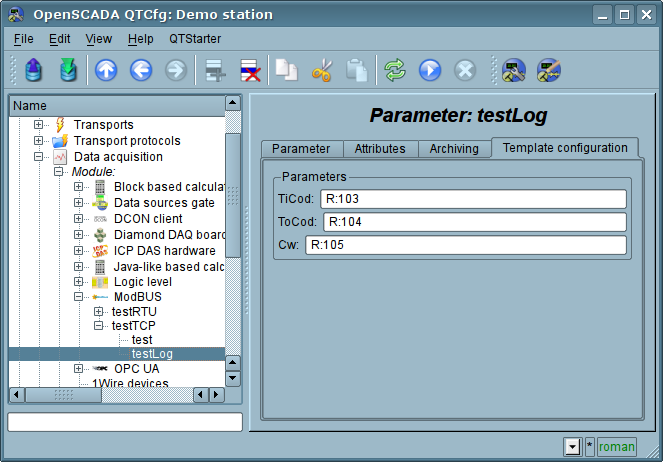 OpenSCADA QTCfg: Demo station
File Edit View Help QTStarter
Name
Transports
Transport protocols
Data acquisition
Module:
Block based calcula
Data sources gate
DCON client
Diamond DAQ board
ICP DAS hardware
Java-like based calc
Logic level
ModBUS
testRTU
testTCP
test
testLog
OPC UA
1Wire devices
Parameter: testLog
Parameter Attributes Archiving Template configuration
Parameters
TiCod: R:103
ToCod: R:104
Cw: R:105
* roman